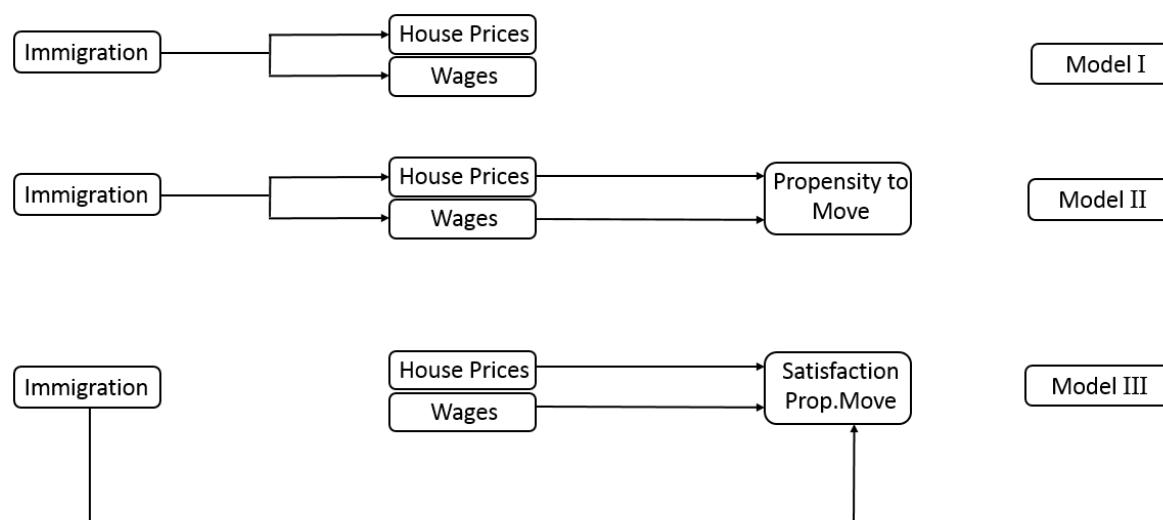 Immigration
House Prices
Wages
Model I
Immigration
House Prices
Wages
Propensity to
Move
Model II
Immigration
House Prices
Wages
Satisfaction
Prop.Move
Model III